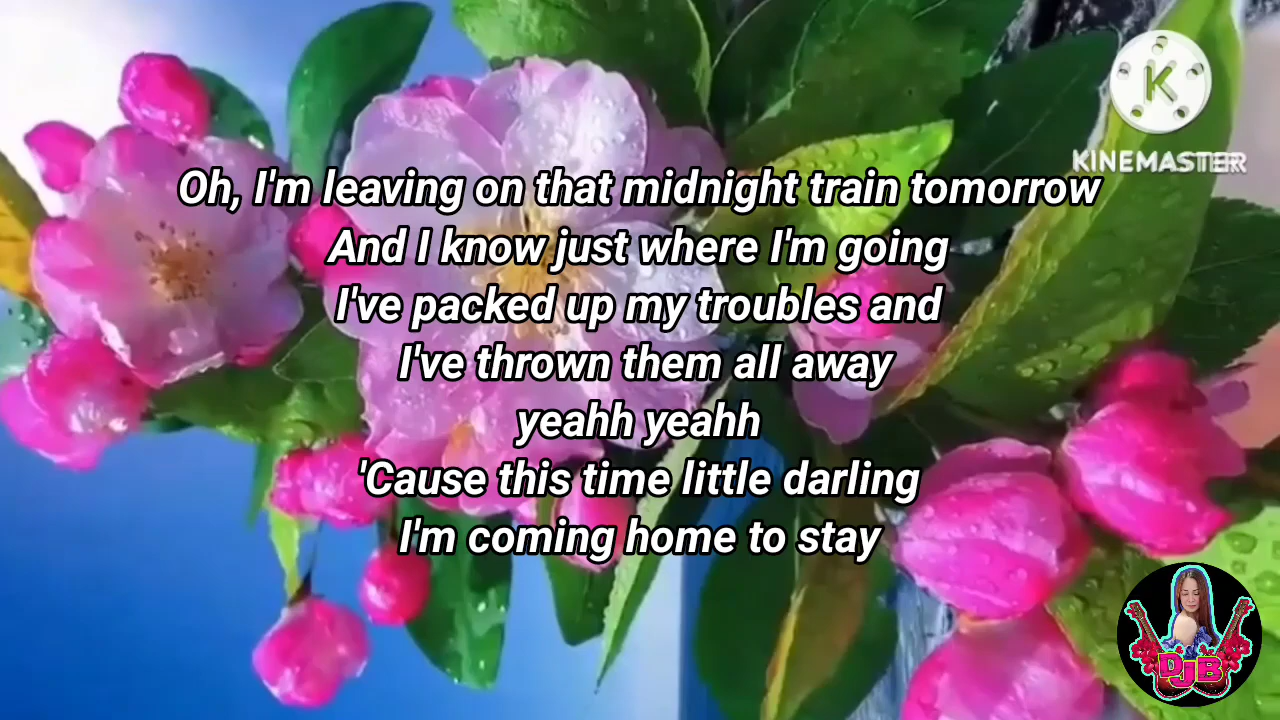 K
KINEMASTER
Oh, I'm leaving on that midnight train tomorrow
And I know just where I'm going
I've packed up my troubles and
I've thrown them all away
yeahh yeahh
'Cause this time little darling
I'm coming home to stay
DJB